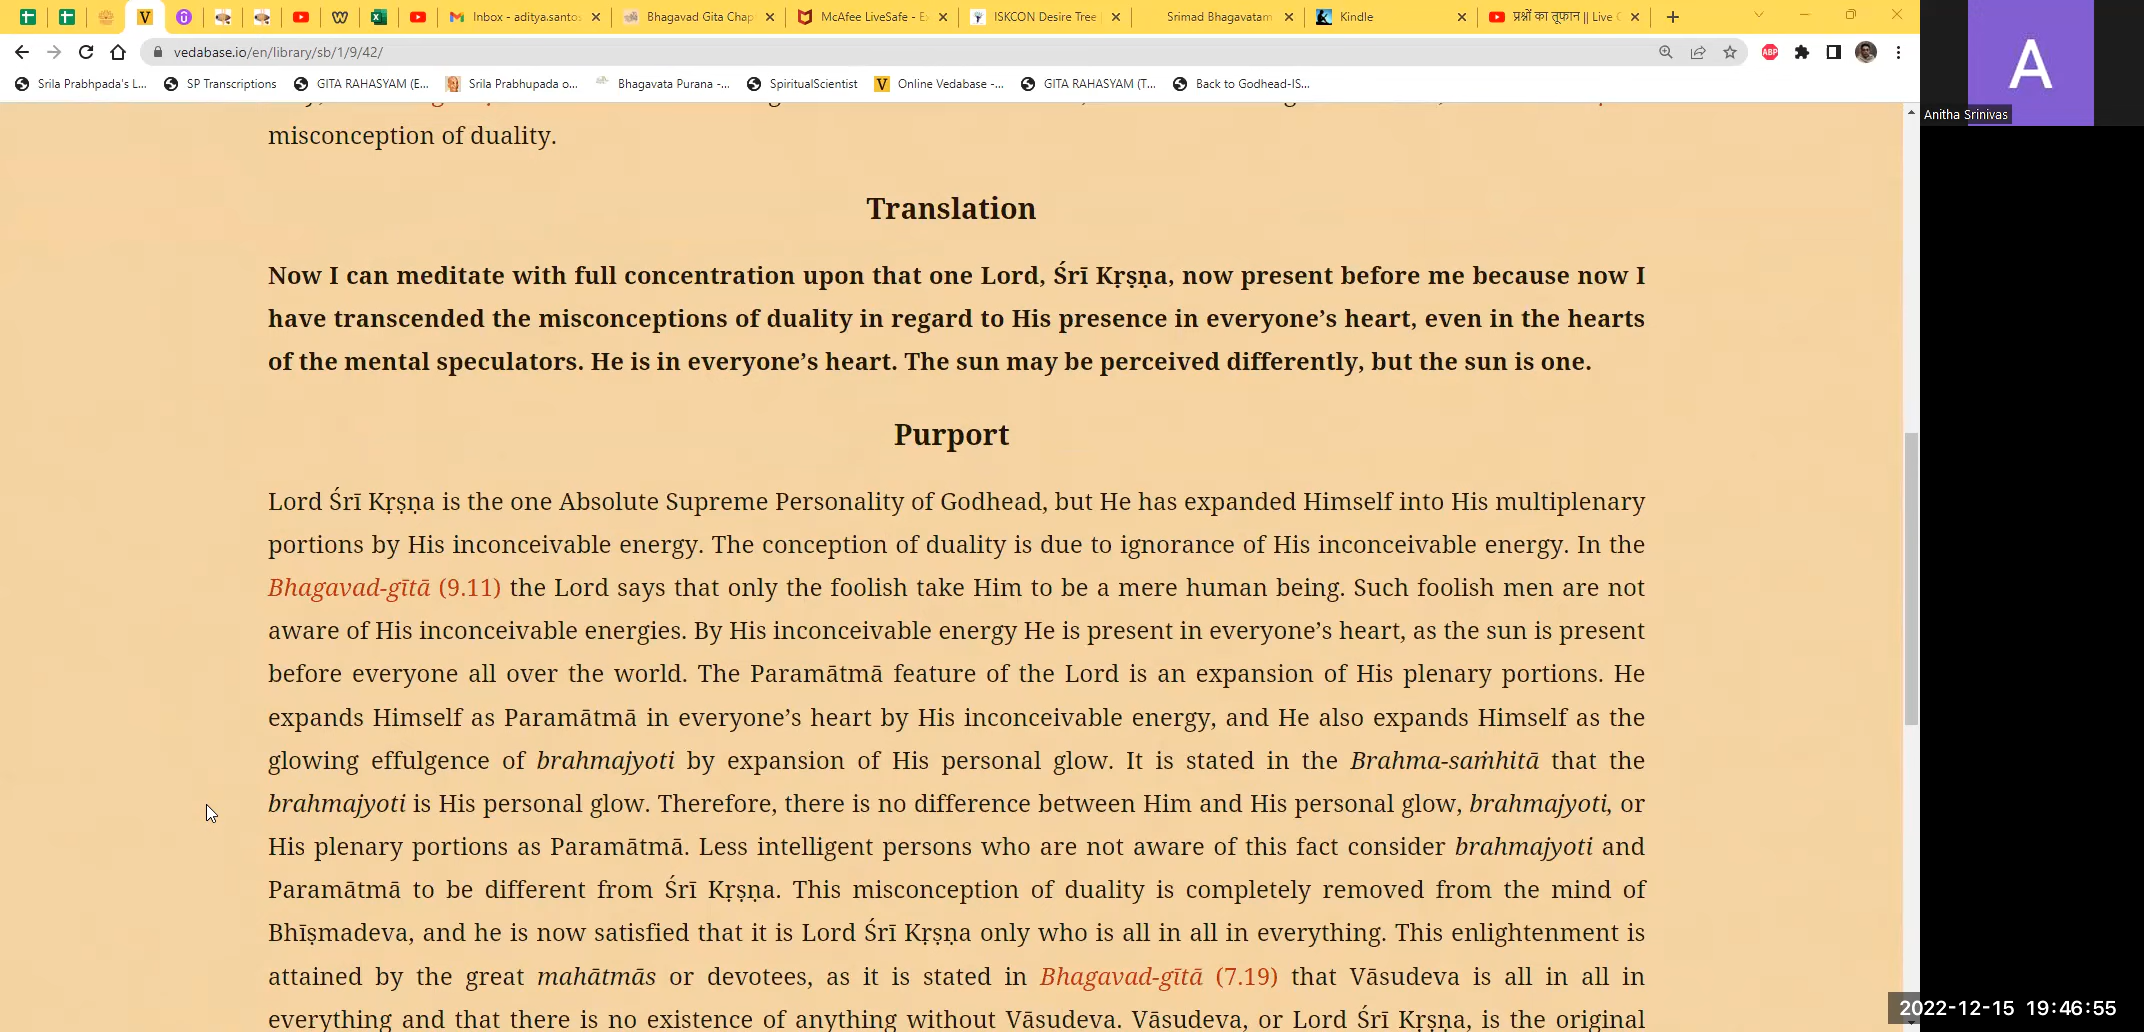 Inbox - aditya.santos
Bhagavad Gita Chap
McAfee LiveSafe - E
ISKCON Desire Tree
Srimad Bhagavatam
Kindle
प्रश्नों का तूफान || Live
vedabase.io/en/library/sb/1/9/42/
ABP
Srila Prabhpada's L...
SP Transcriptions
GITA RAHASYAM (E...
Srila Prabhupada o...
Bhagavata Purana -...
SpiritualScientist
Online Vedabase -...
GITA RAHASYAM (T...
Back to Godhead-IS...
A
Anitha Srinivas
misconception of duality.
Translation
Now I can meditate with full concentration upon that one Lord, Śrī Kṛṣṇa, now present before me because now I
have transcended the misconceptions of duality in regard to His presence in everyone’s heart, even in the hearts
of the mental speculators. He is in everyone’s heart. The sun may be perceived differently, but the sun is one.
Purport
Lord Śrī Kṛṣṇa is the one Absolute Supreme Personality of Godhead, but He has expanded Himself into His multiplenary
portions by His inconceivable energy. The conception of duality is due to ignorance of His inconceivable energy. In the
Bhagavad-gītā (9.11) the Lord says that only the foolish take Him to be a mere human being. Such foolish men are not
aware of His inconceivable energies. By His inconceivable energy He is present in everyone’s heart, as the sun is present
before everyone all over the world. The Paramātmā feature of the Lord is an expansion of His plenary portions. He
expands Himself as Paramātmā in everyone’s heart by His inconceivable energy, and He also expands Himself as the
glowing effulgence of brahmajyoti by expansion of His personal glow. It is stated in the Brahma-saṁhitā that the
brahmajyoti is His personal glow. Therefore, there is no difference between Him and His personal glow, brahmajyoti, or
His plenary portions as Paramātmā. Less intelligent persons who are not aware of this fact consider brahmajyoti and
Paramātmā to be different from Śrī Kṛṣṇa. This misconception of duality is completely removed from the mind of
Bhīṣmadeva, and he is now satisfied that it is Lord Śrī Kṛṣṇa only who is all in all in everything. This enlightenment is
attained by the great mahātmās or devotees, as it is stated in Bhagavad-gītā (7.19) that Vāsudeva is all in all in
everything and that there is no existence of anything without Vāsudeva. Vāsudeva, or Lord Śrī Kṛṣṇa, is the original
2022-12-15 19:46:55